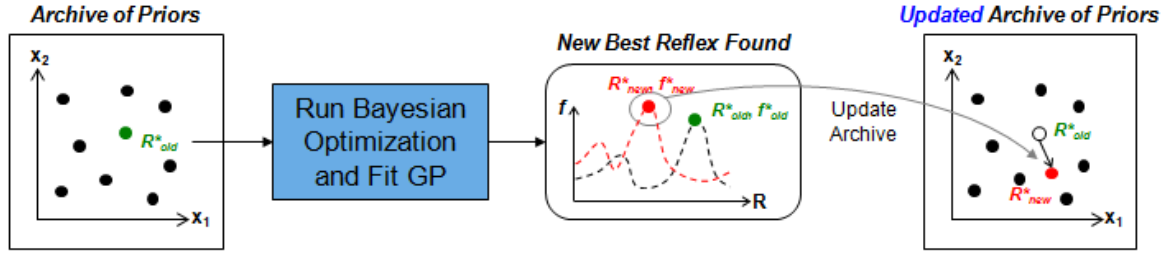 Archive of Priors
x2
R*old
x1
Run Bayesian
Optimization
and Fit GP
New Best Reflex Found
R*new, f*new
f
R*old, f*old
R
Update
Archive
Updated Archive of Priors
x2
R*old
R*new
x1